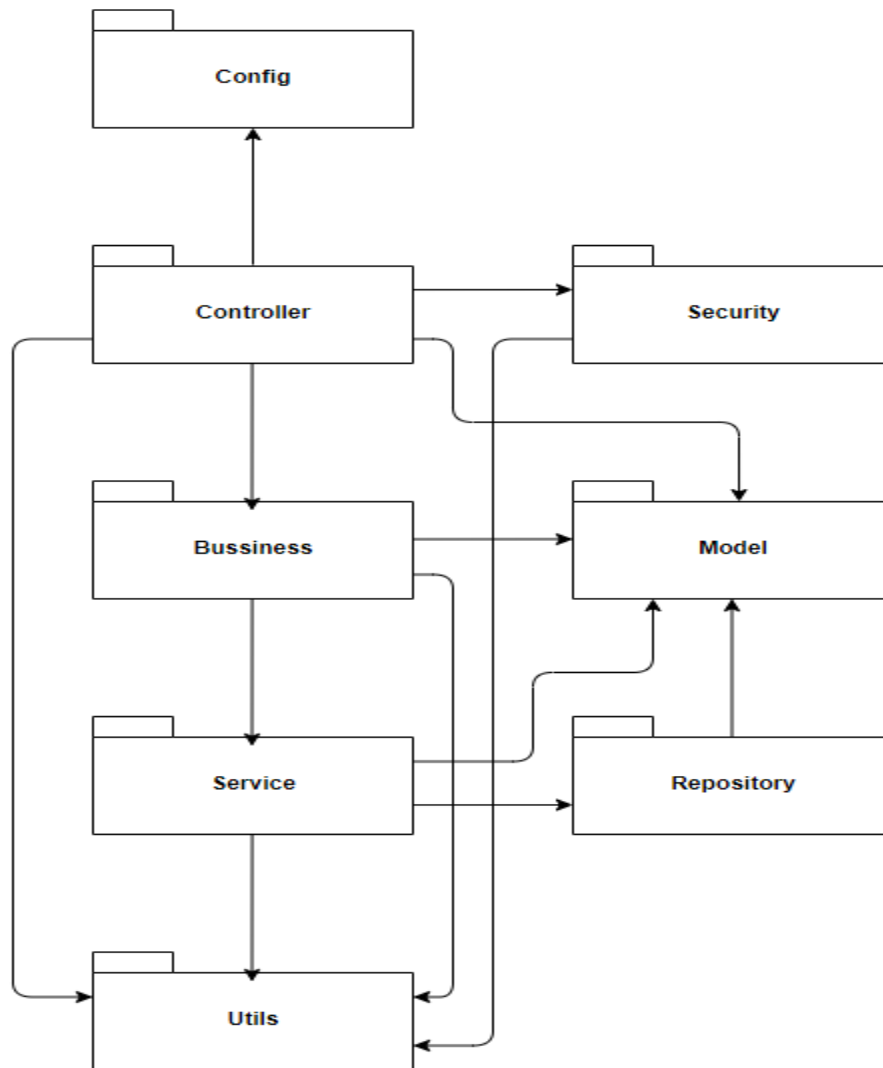 Config
Controller
Security
Bussiness
Model
Service
Repository
Utils